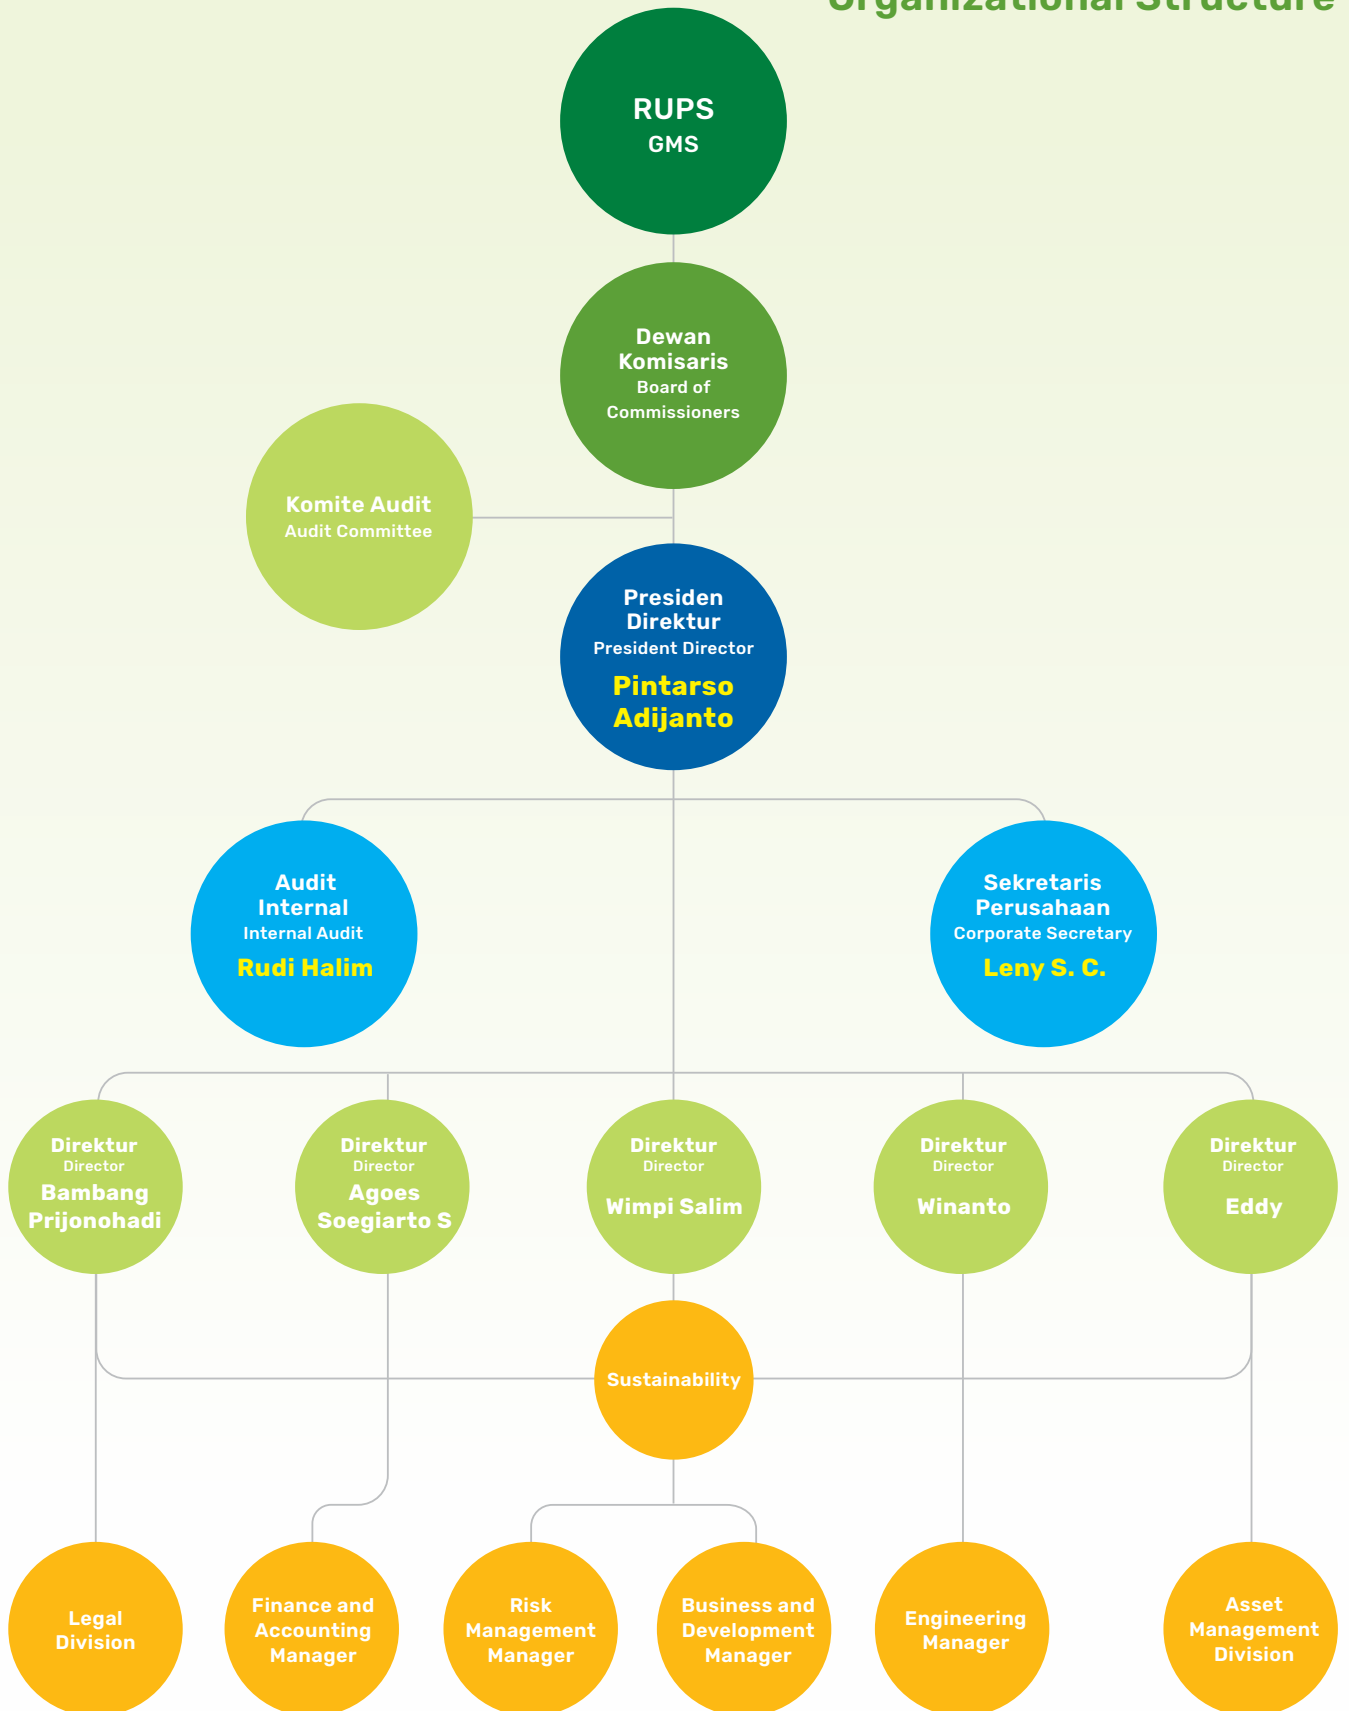 Organizational Structure
RUPS
GMS
Dewan
Komisaris
Board of
Commissioners
Komite Audit
Audit Committee
Presiden
Direktur
President Director
Pintarso
Adijanto
Audit
Internal
Internal Audit
Rudi Halim
Sekretaris
Perusahaan
Corporate Secretary
Leny S. C.
Direktur
Director
Bambang
Prijonohadi
Direktur
Director
Agoes
Soegiarto S
Direktur
Director
Wimpi Salim
Direktur
Director
Winanto
Direktur
Director
Eddy
Sustainability
Legal
Division
Finance and
Accounting
Manager
Risk
Management
Manager
Business and
Development
Manager
Engineering
Manager
Asset
Management
Division